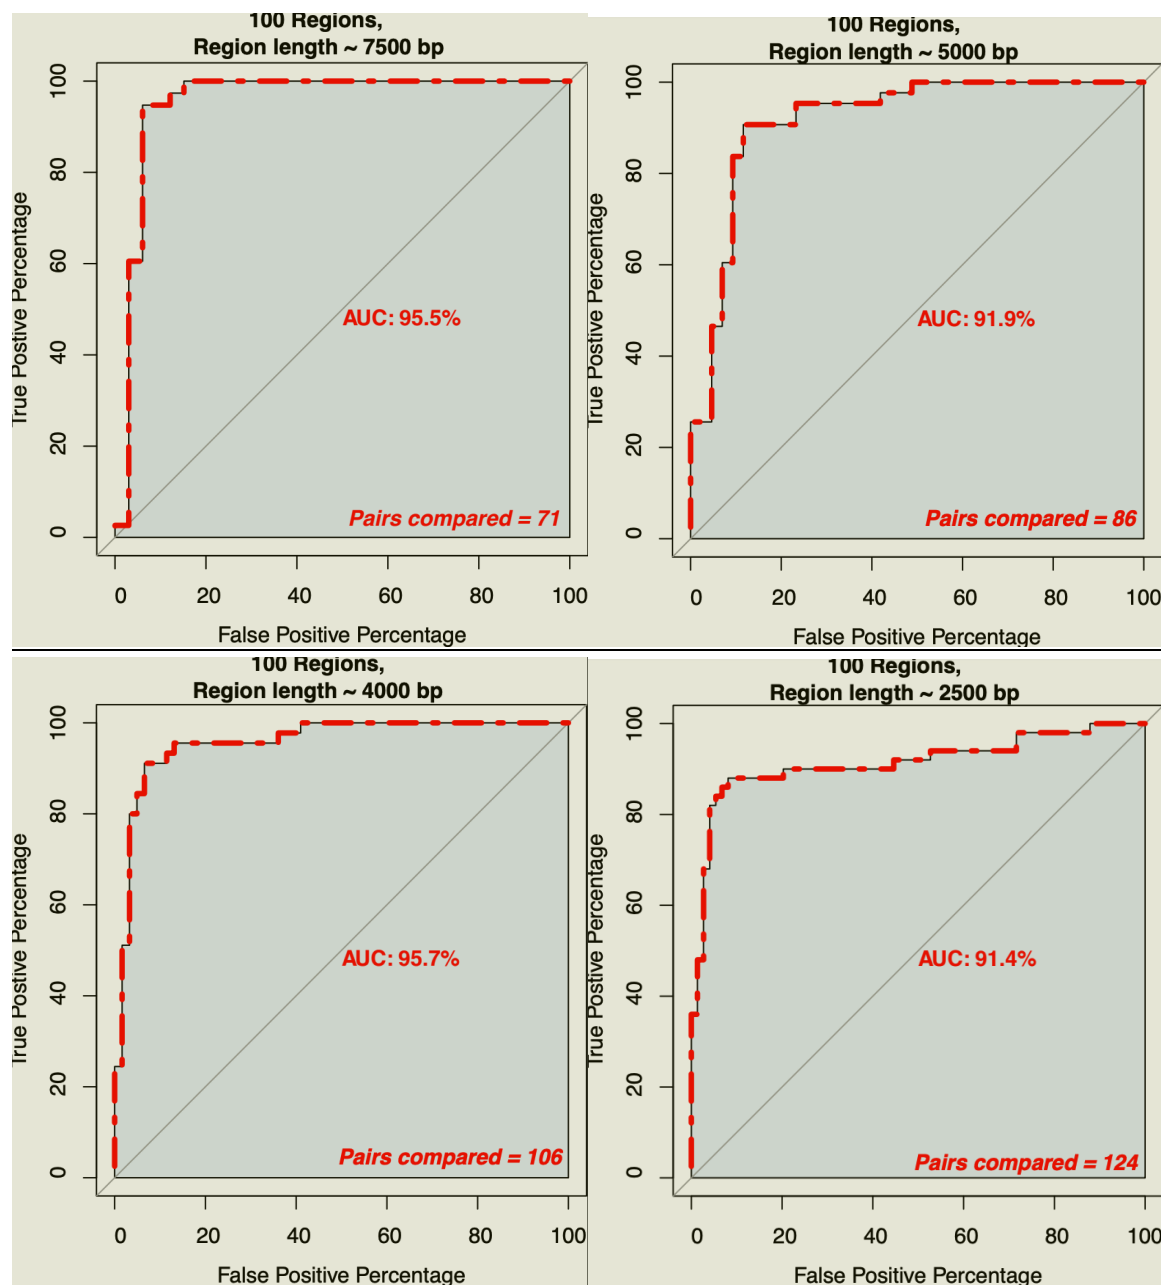 100 Regions,
Region length ~ 7500 bp
True Postive Percentage
100
80
60
40
20
0
AUC: 95.5%
Pairs compared = 71
0 20 40 60 80 100
False Positive Percentage
100 Regions,
Region length ~ 5000 bp
True Postive Percentage
100
80
60
40
20
0
AUC: 91.9%
Pairs compared = 86
0 20 40 60 80 100
False Positive Percentage
100 Regions,
Region length ~ 4000 bp
True Postive Percentage
100
80
60
40
20
0
AUC: 95.7%
Pairs compared = 106
0 20 40 60 80 100
False Positive Percentage
100 Regions,
Region length ~ 2500 bp
True Postive Percentage
100
80
60
40
20
0
AUC: 91.4%
Pairs compared = 124
0 20 40 60 80 100
False Positive Percentage